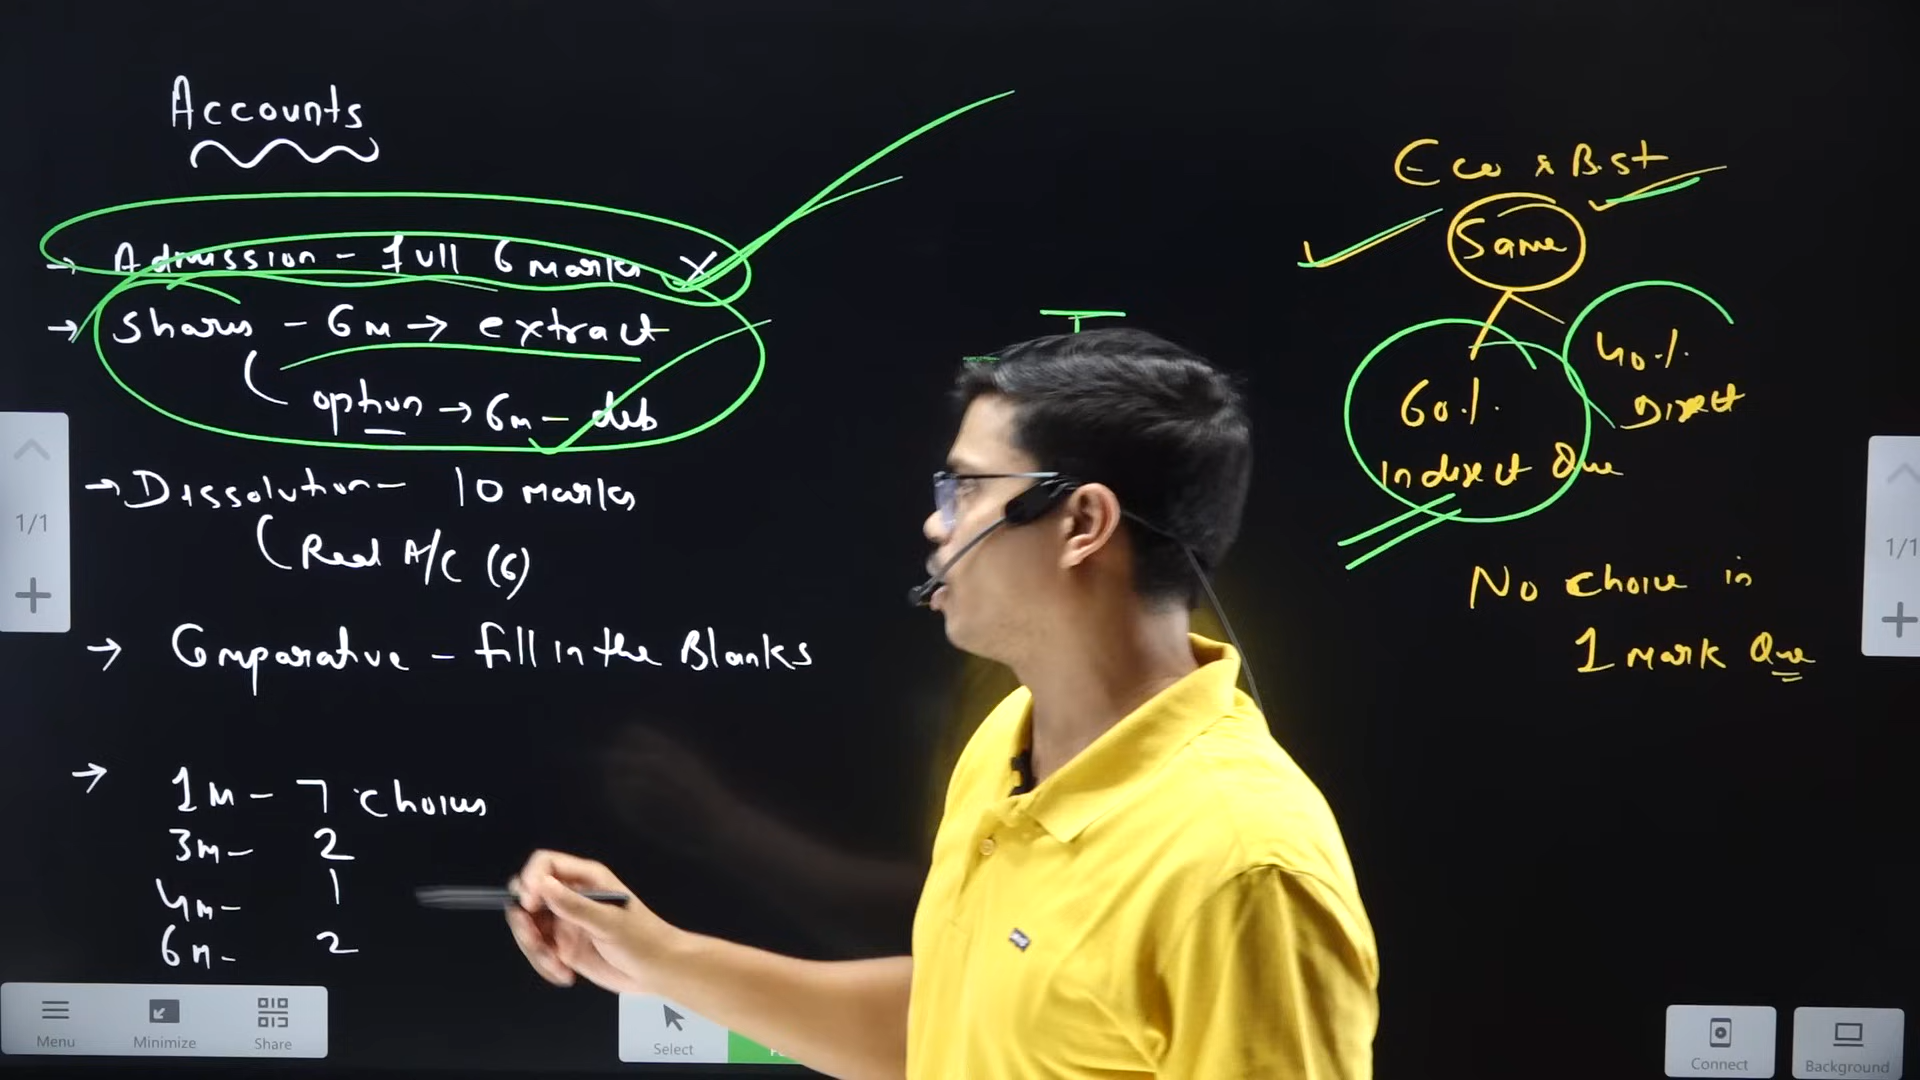 Accounts
→ Admission - full 6 marks X
→ Shares - 6m → extract
option → 6m - deb
→ Dissolution - 10 marks
Real A/C (6)
→ Comparative - fill in the Blanks
→ 1m - 7 choices
3m - 2
4m - 1
6m - 2
Eco & B.st
Same
60%
indirect Que
40%
Direct
No choice in
1 mark Que
1/1
1/1
Menu
Minimize
Share
Select
Connect
Background